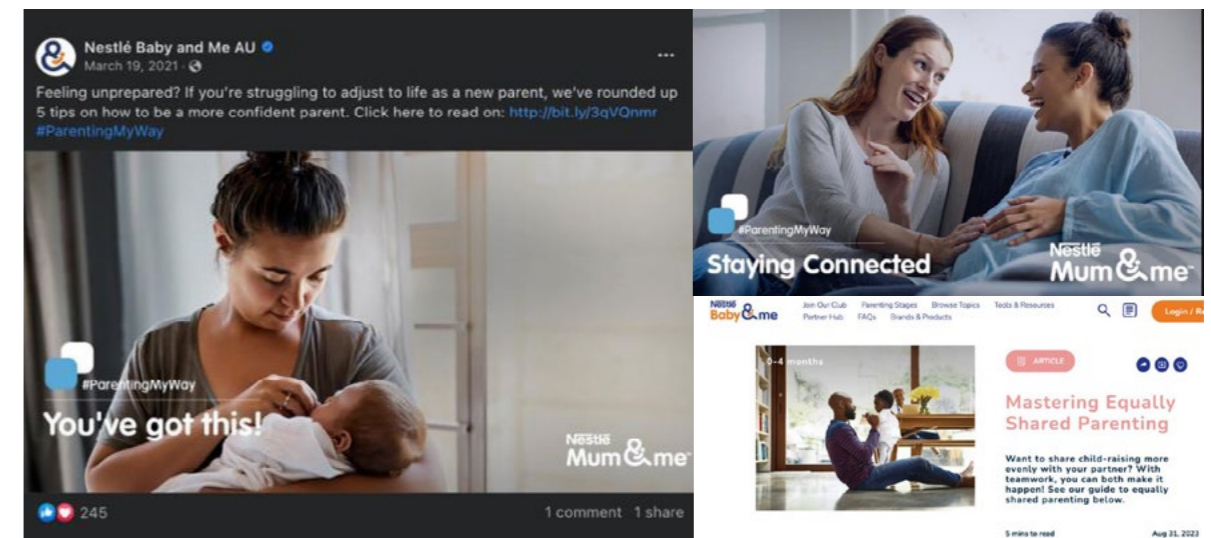 Nestlé Baby and Me AU
March 19, 2021 ·
Feeling unprepared? If you're struggling to adjust to life as a new parent, we've rounded up
5 tips on how to be a more confident parent. Click here to read on: http://bit.ly/3qVQnmr
#ParentingMyWay
#ParentingMyWay
You've got this!
Nestlé
Mum & me
245
1 comment 1 share
#ParentingMyWay
Staying Connected
Nestlé
Mum & me
Nestlé
Baby & me
Join Our Club Parenting Stages Browse Topics Tools & Resources
Partner Hub FAQs Brands & Products
Login / Re
0-4 months
ARTICLE
Mastering Equally
Shared Parenting
Want to share child-raising more
evenly with your partner? With
teamwork, you can both make it
happen! See our guide to equally
shared parenting below.
5 mins to read
Aug 31, 2023